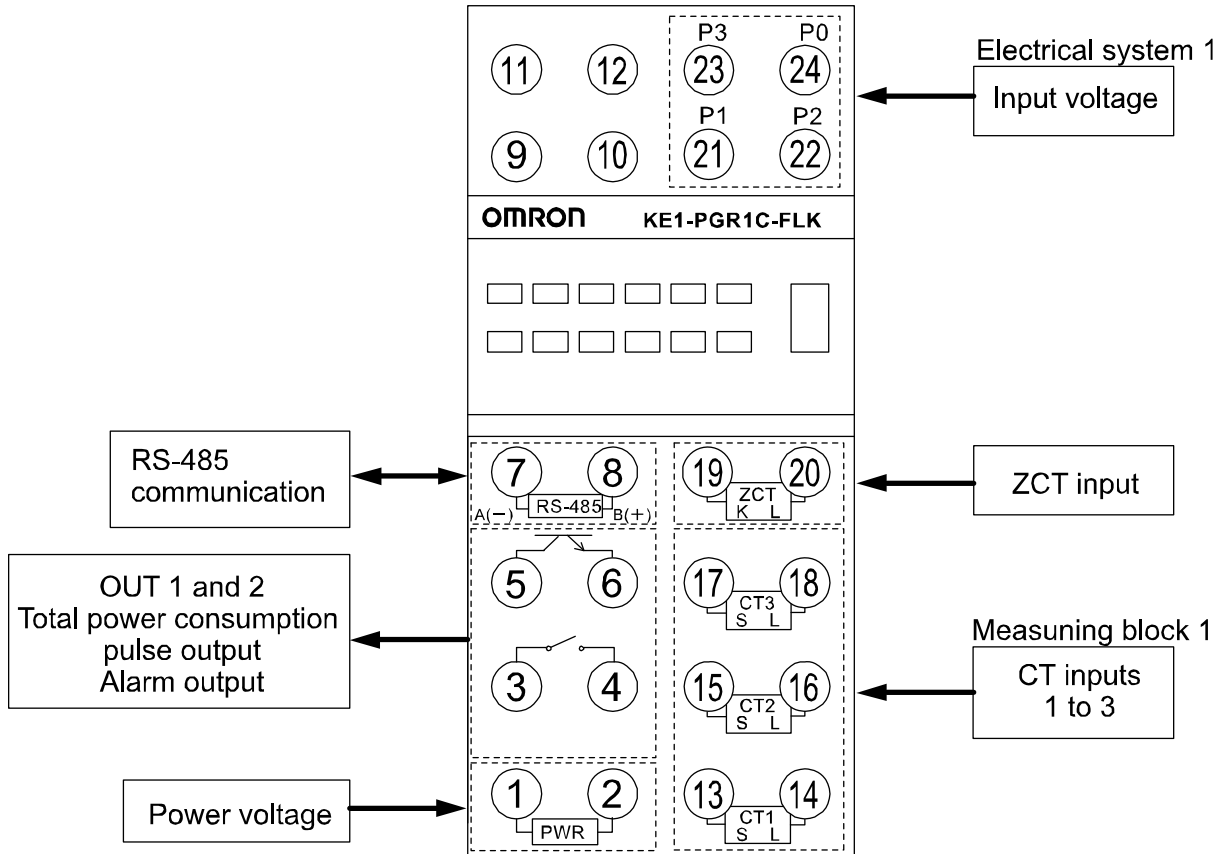 P3 P0
11 12 23 24
P1 P2
9 10 21 22
Electrical system 1
Input voltage
OMRON KE1-PGR1C-FLK
RS-485
communication
7 8
A(−) RS-485 B(+)
19 20
ZCT
K L
ZCT input
OUT 1 and 2
Total power consumption
pulse output
Alarm output
5 6
3 4
17 18
CT3
S L
15 16
CT2
S L
13 14
CT1
S L
Measuning block 1
CT inputs
1 to 3
Power voltage
1 2
PWR